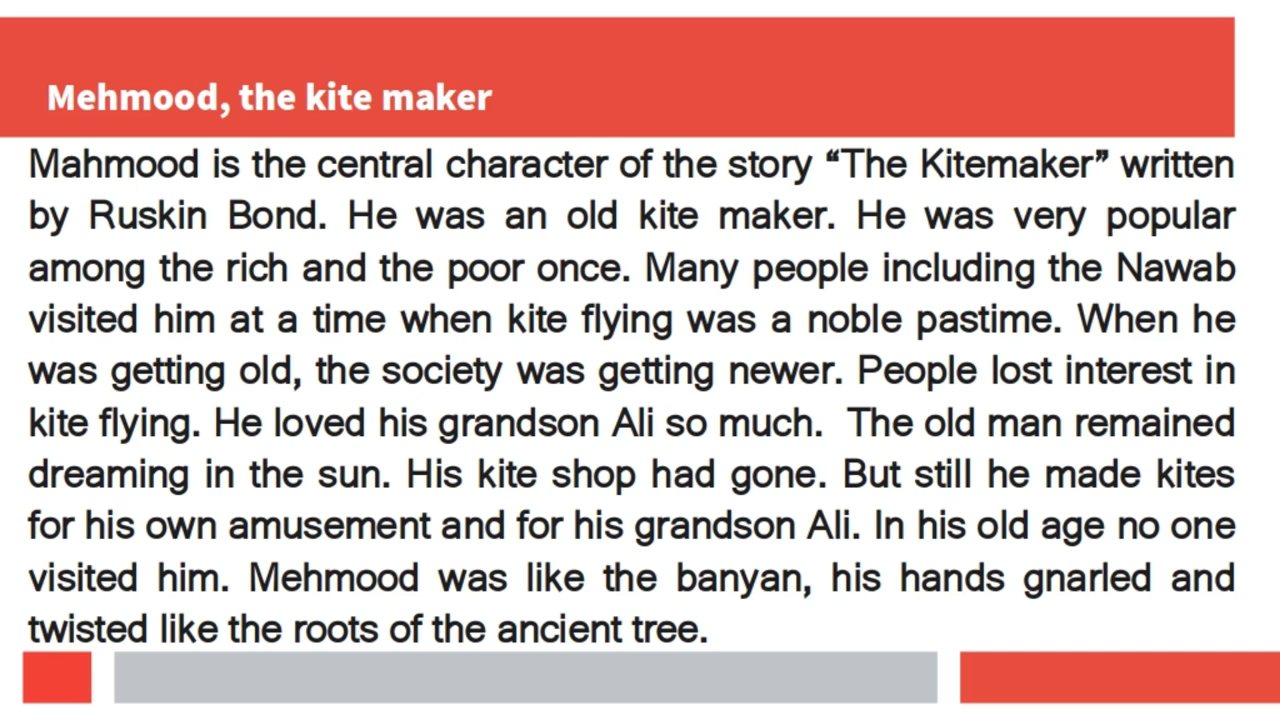 Mehmood, the kite maker
Mahmood is the central character of the story “The Kitemaker” written
by Ruskin Bond. He was an old kite maker. He was very popular
among the rich and the poor once. Many people including the Nawab
visited him at a time when kite flying was a noble pastime. When he
was getting old, the society was getting newer. People lost interest in
kite flying. He loved his grandson Ali so much.  The old man remained
dreaming in the sun. His kite shop had gone. But still he made kites
for his own amusement and for his grandson Ali. In his old age no one
visited him. Mehmood was like the banyan, his hands gnarled and
twisted like the roots of the ancient tree.